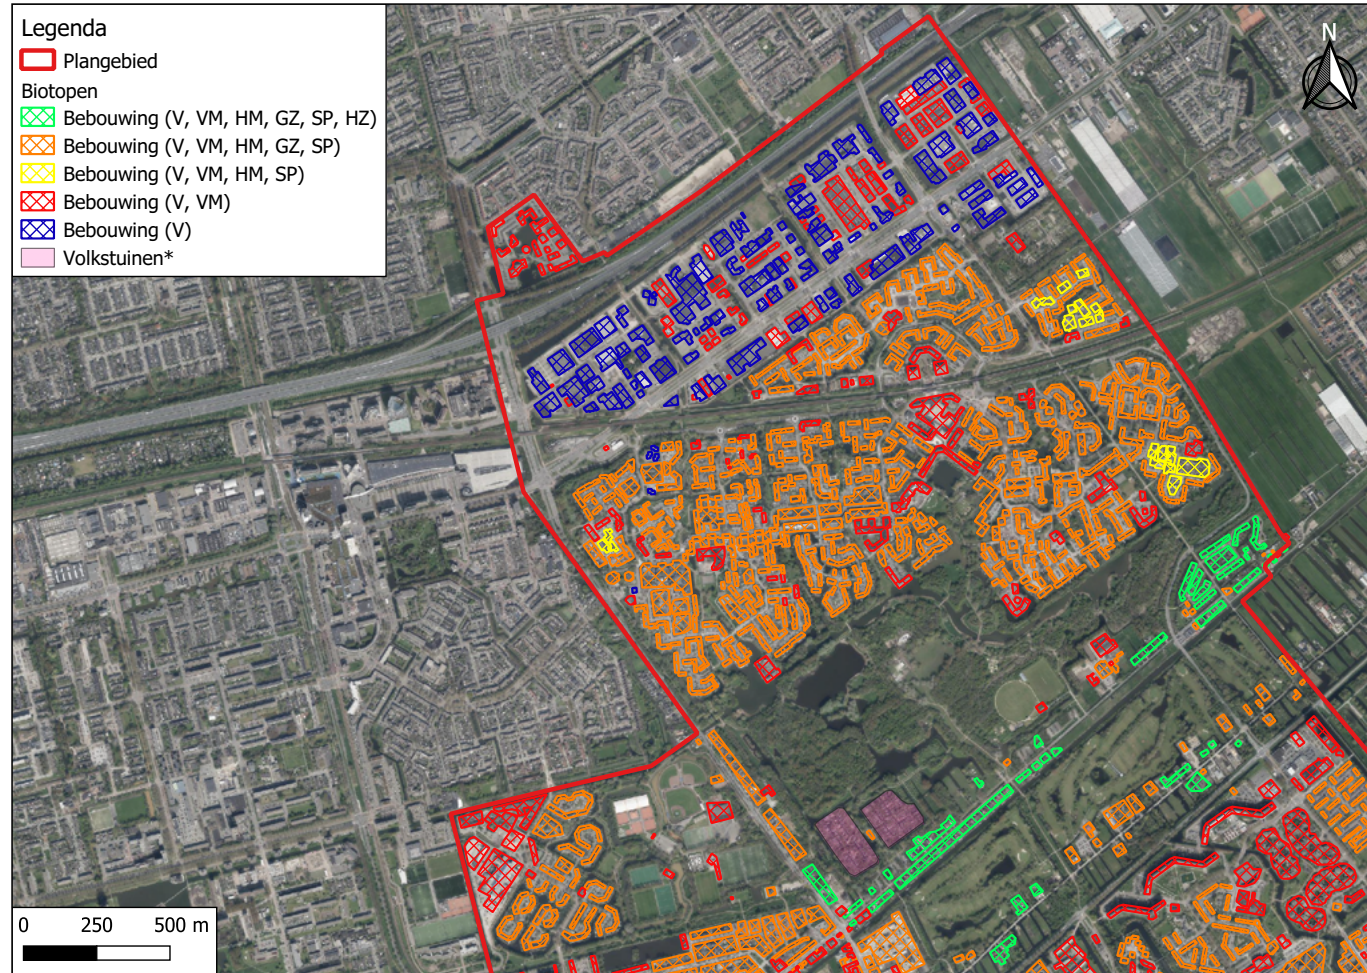 Legenda
Plangebied
Biotopen
Bebouwing (V, VM, HM, GZ, SP, HZ)
Bebouwing (V, VM, HM, GZ, SP)
Bebouwing (V, VM, HM, SP)
Bebouwing (V, VM)
Bebouwing (V)
Volkstuinen*
N
0 250 500 m